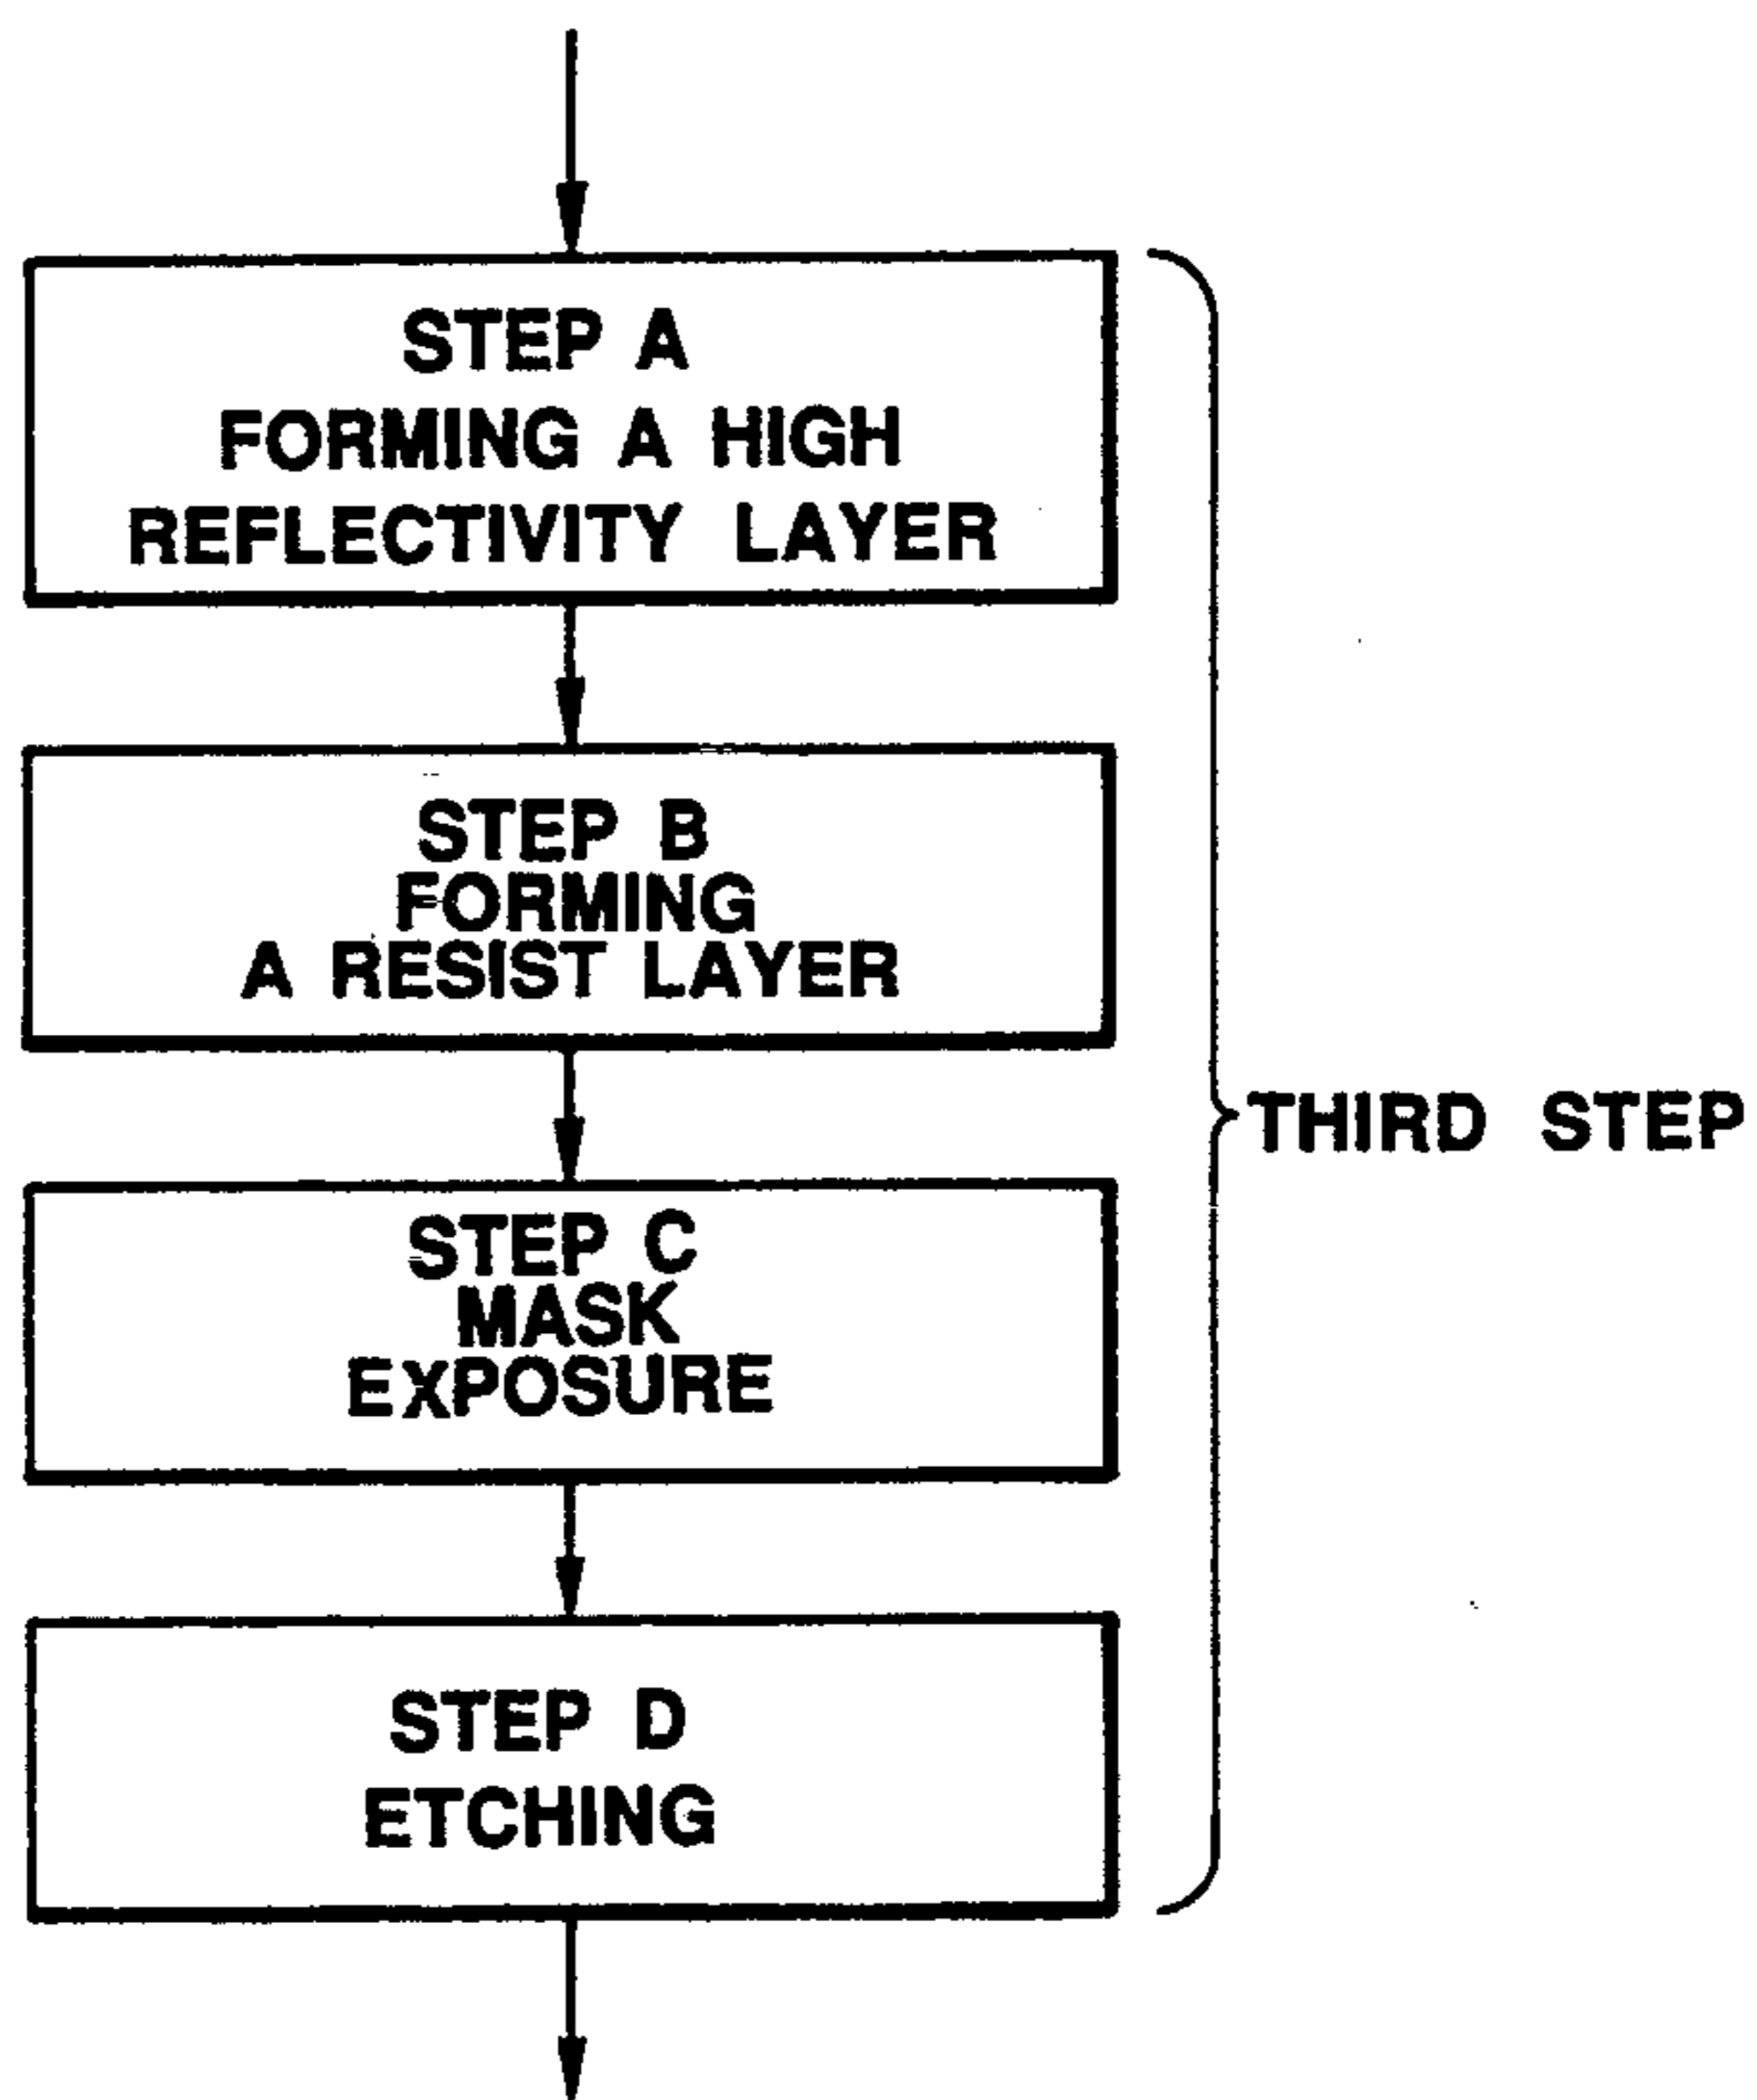 STEP A
FORMING A HIGH
REFLECTIVITY LAYER
STEP B
FORMING
A RESIST LAYER
STEP C
MASK
EXPOSURE
STEP D
ETCHING
THIRD STEP